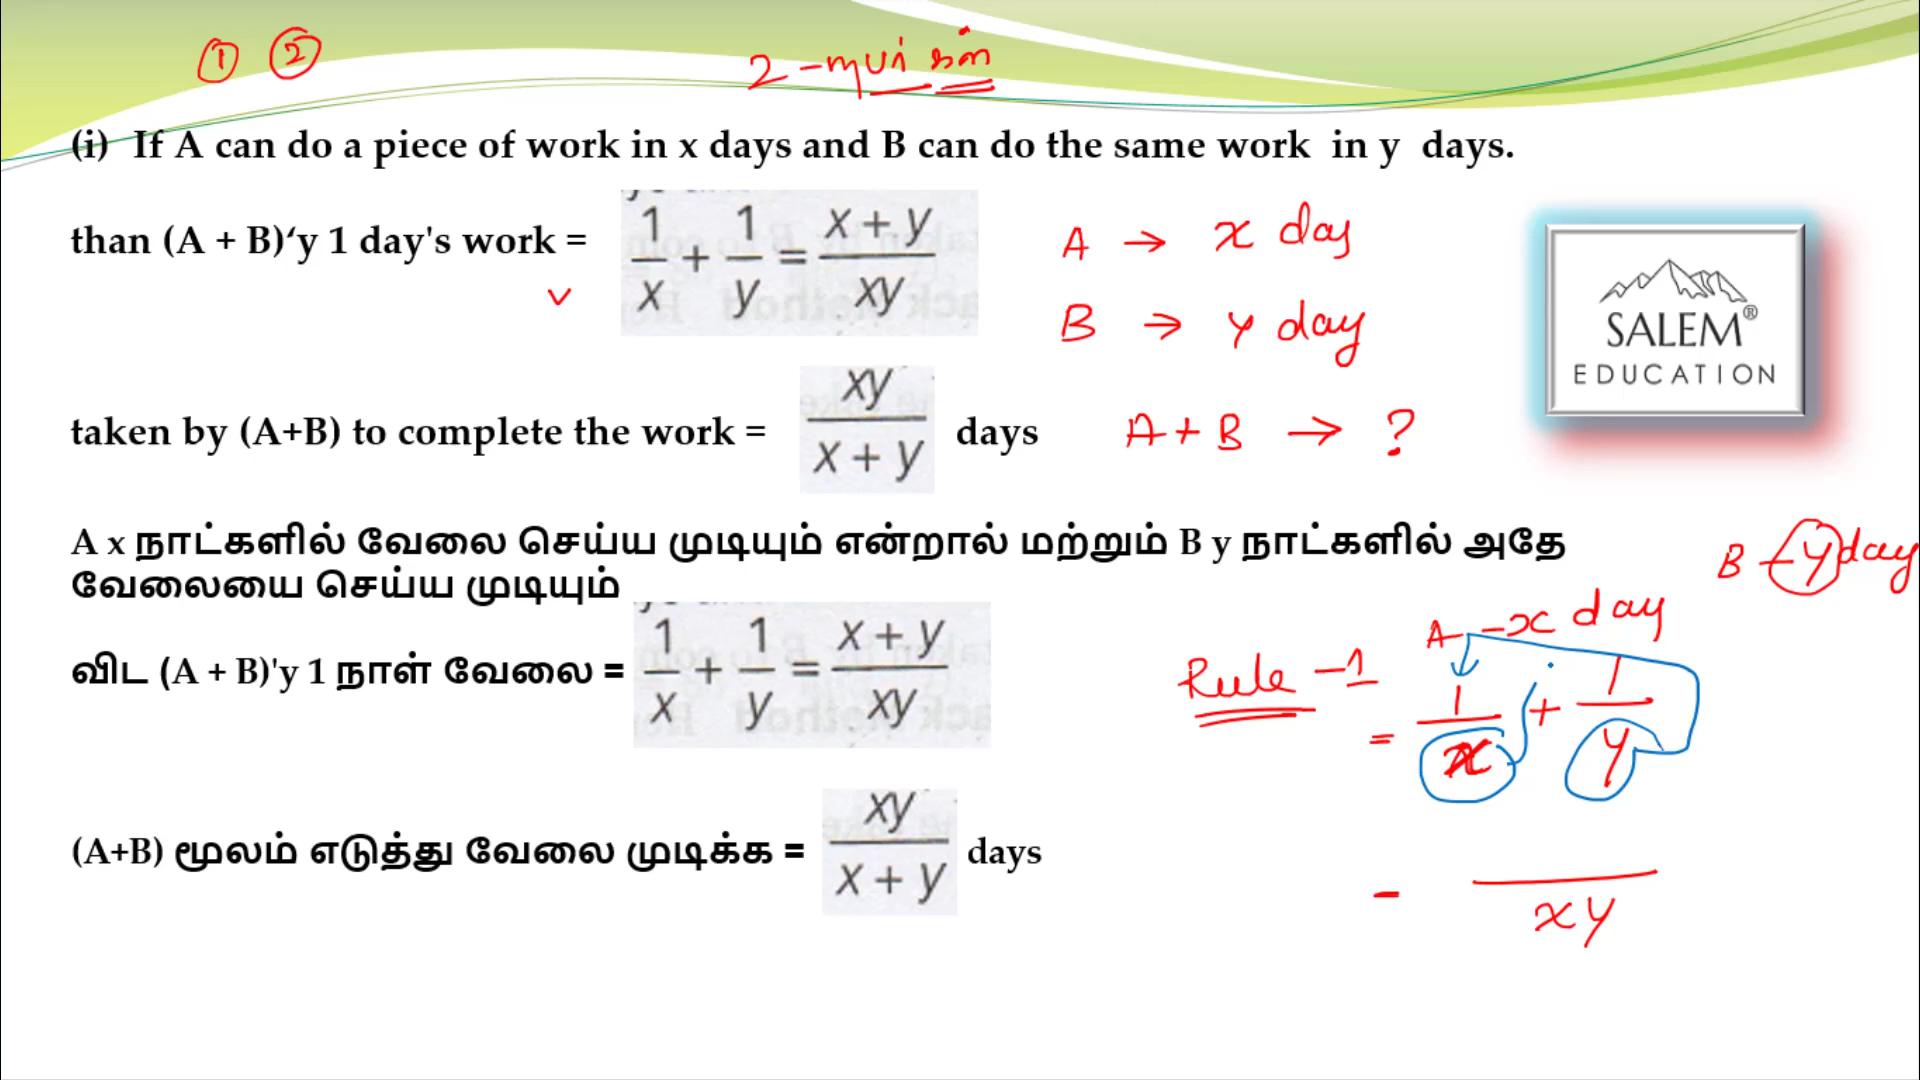 ① ②
2 - நபர்கள்
(i) If A can do a piece of work in x days and B can do the same work in y days.
than (A + B)‘y 1 day's work = 1/x + 1/y = x + y/xy
A → x day
B → y day
SALEM®
EDUCATION
taken by (A+B) to complete the work = xy/x + y days
A + B → ?
A x நாட்களில் வேலை செய்ய முடியும் என்றால் மற்றும் B y நாட்களில் அதே
வேலையை செய்ய முடியும்
B - y day
A - x day
விட (A + B)'y 1 நாள் வேலை = 1/x + 1/y = x + y/xy
Rule - 1
= 1/x + 1/y
(A+B) மூலம் எடுத்து வேலை முடிக்க = xy/x + y days
- xy